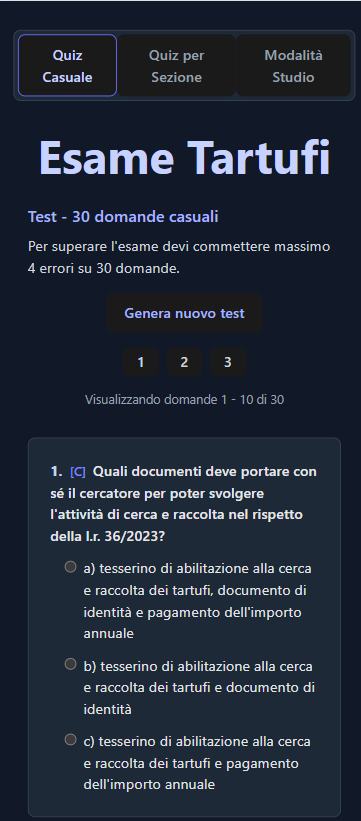 Quiz
Casuale
Quiz per
Sezione
Modalità
Studio
Esame Tartufi
Test - 30 domande casuali
Per superare l'esame devi commettere massimo
4 errori su 30 domande.
Genera nuovo test
1 2 3
Visualizzando domande 1 - 10 di 30
1. [C] Quali documenti deve portare con
sé il cercatore per poter svolgere
l'attività di cerca e raccolta nel rispetto
della l.r. 36/2023?
a) tesserino di abilitazione alla cerca
e raccolta dei tartufi, documento di
identità e pagamento dell'importo
annuale
b) tesserino di abilitazione alla cerca
e raccolta dei tartufi e documento di
identità
c) tesserino di abilitazione alla cerca
e raccolta dei tartufi e pagamento
dell'importo annuale